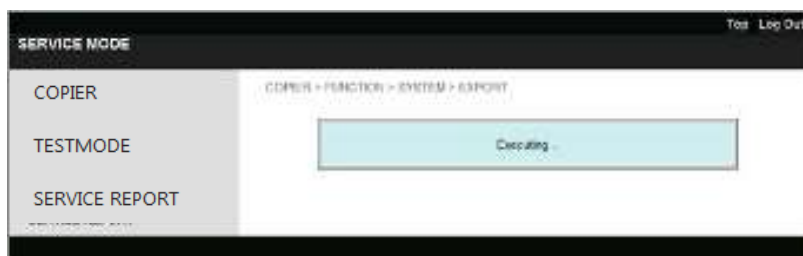 Top Log Out
SERVICE MODE
COPIER
COPIER > FUNCTION > SYSTEM > EXPORT
TESTMODE
Executing...
SERVICE REPORT